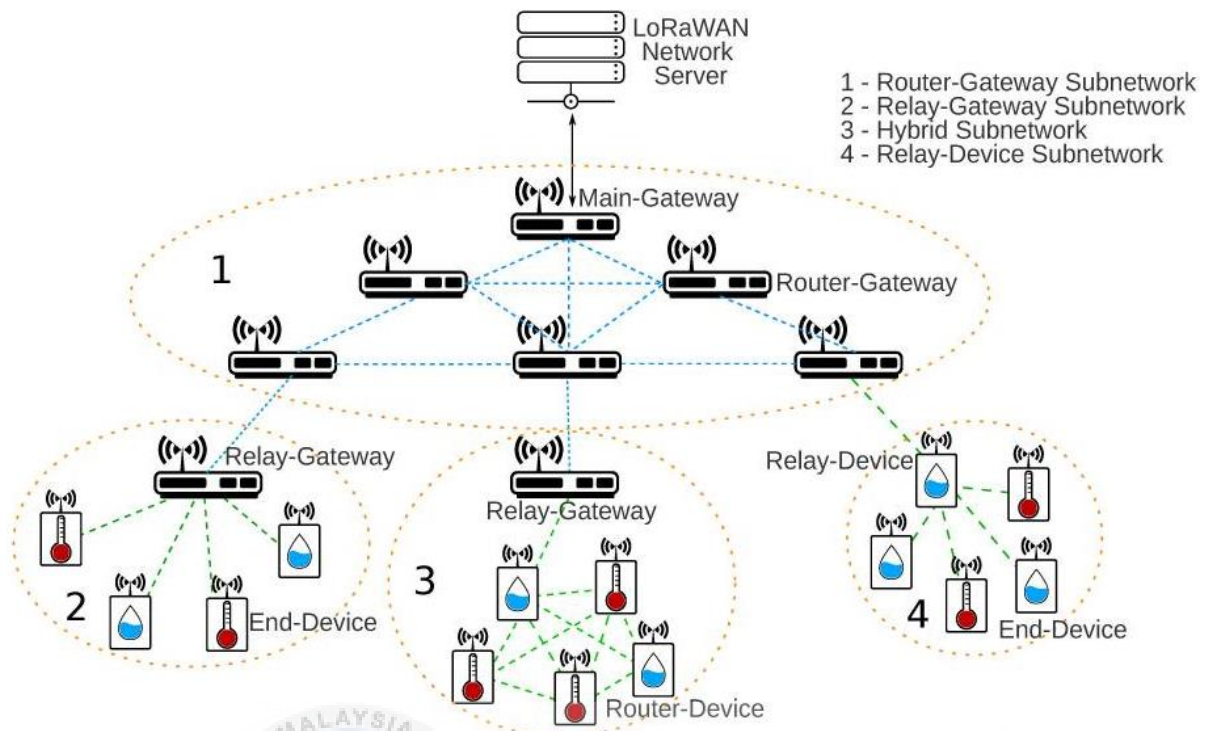 LoRaWAN
Network
Server
1 - Router-Gateway Subnetwork
2 - Relay-Gateway Subnetwork
3 - Hybrid Subnetwork
4 - Relay-Device Subnetwork
Main-Gateway
1
Router-Gateway
Relay-Gateway
Relay-Gateway
Relay-Device
2
End-Device
3
Router-Device
4
End-Device
MALAYSIA